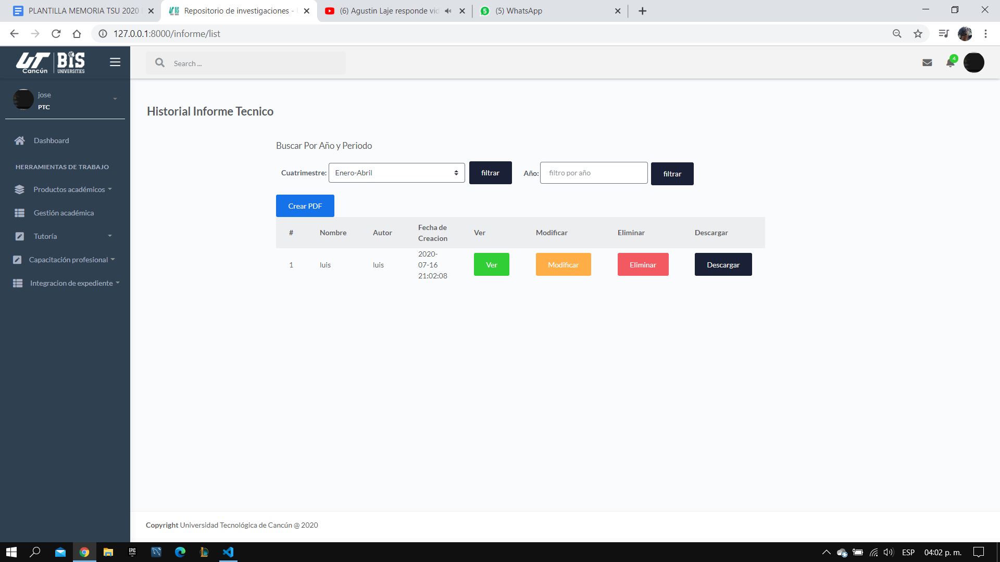 PLANTILLA MEMORIA TSU 2020
Repositorio de investigaciones -
(6) Agustin Laje responde vid
(5) WhatsApp
127.0.0.1:8000/informe/list
UT Cancún BIS UNIVERSITIES
Search ...
4
jose
PTC
Historial Informe Tecnico
Dashboard
Buscar Por Año y Periodo
HERRAMIENTAS DE TRABAJO
Cuatrimestre: Enero-Abril filtrar Año: filtro por año filtrar
Productos académicos
Crear PDF
Gestión académica
Tutoría
Capacitación profesional
Integracion de expediente
# Nombre Autor Fecha de Creacion Ver Modificar Eliminar Descargar
1 luis luis 2020-07-16 21:02:08 Ver Modificar Eliminar Descargar
Copyright Universidad Tecnológica de Cancún @ 2020
EPIC GAMES
ESP 04:02 p. m.